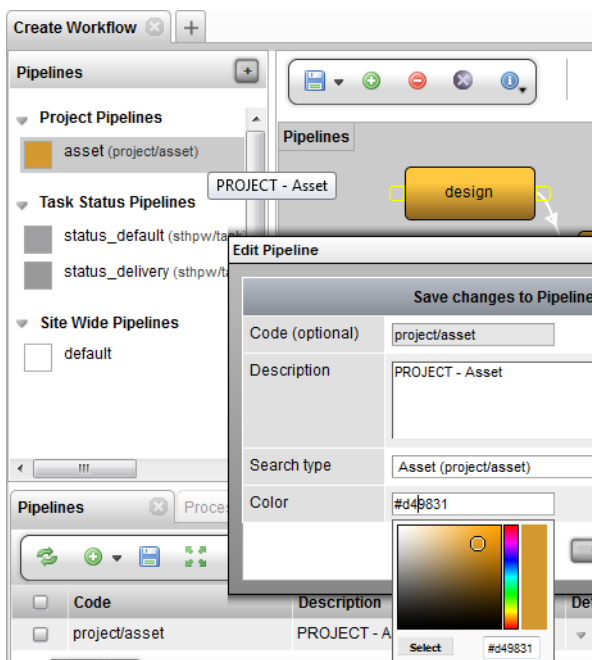 Create Workflow
Pipelines
Project Pipelines
asset (project/asset)
PROJECT - Asset
Task Status Pipelines
status_default (sthpw/task
status_delivery (sthpw/ta
Site Wide Pipelines
default
Pipelines
design
Edit Pipeline
Save changes to Pipeline
Code (optional)
project/asset
Description
PROJECT - Asset
Search type
Asset (project/asset)
Color
#d49831
Select
#d49831
Pipelines
Proce
Code
Description
De
project/asset
PROJECT - A